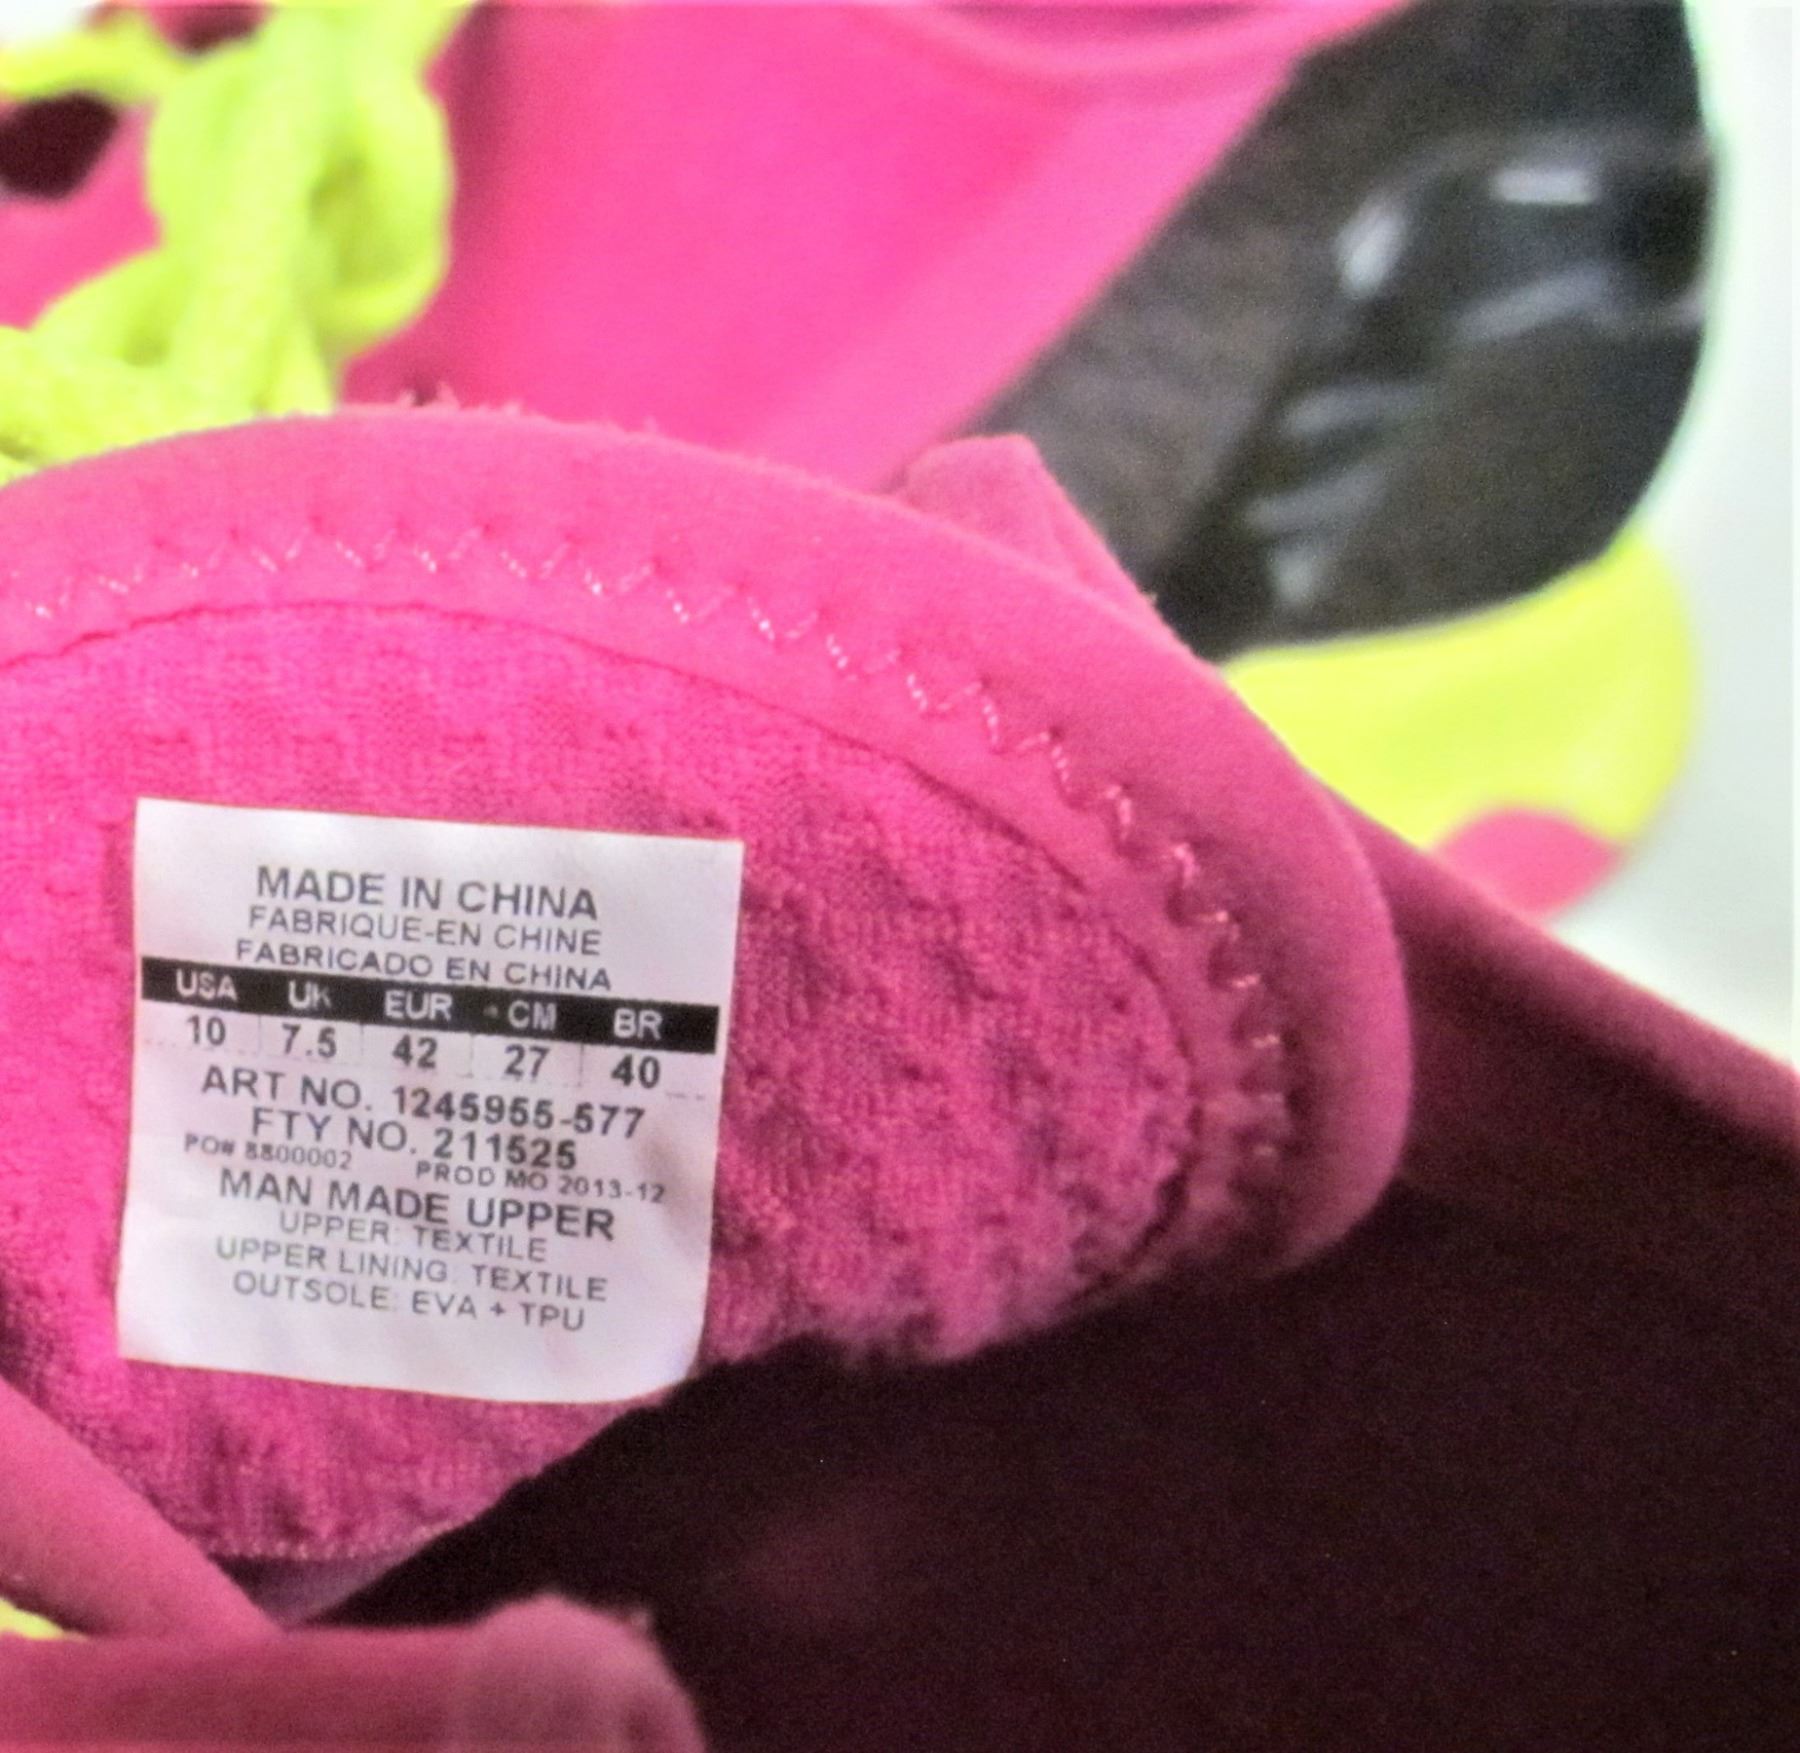 MADE IN CHINA
FABRIQUE-EN CHINE
FABRICADO EN CHINA
USA UK EUR CM BR
10 7.5 42 27 40
ART NO. 1245955-577
FTY NO. 211525
PO# 8800002 PROD MO 2013-12
MAN MADE UPPER
UPPER: TEXTILE
UPPER LINING: TEXTILE
OUTSOLE: EVA + TPU